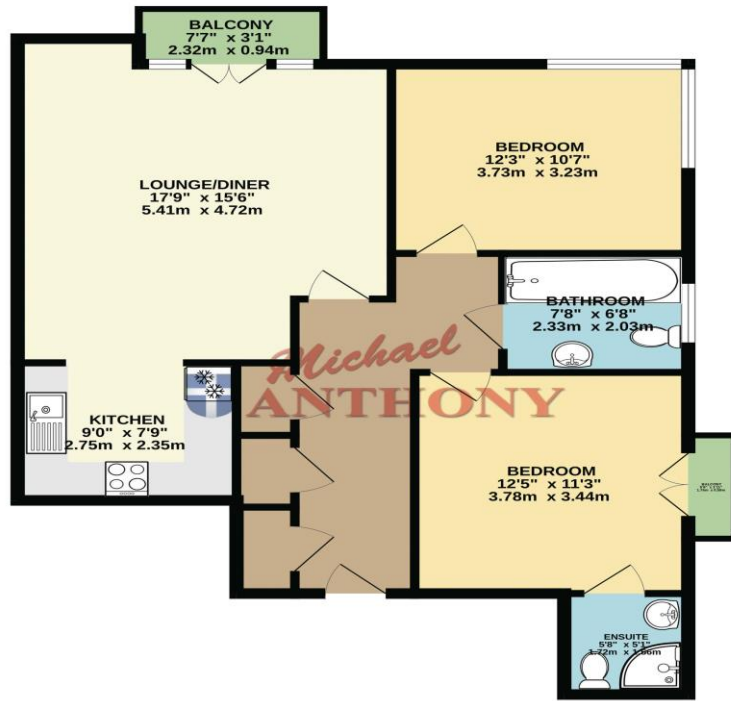 BALCONY
7'7" x 3'1"
2.32m x 0.94m
BEDROOM
12'3" x 10'7"
3.73m x 3.23m
LOUNGE/DINER
17'9" x 15'6"
5.41m x 4.72m
BATHROOM
7'8" x 6'8"
2.33m x 2.03m
Michael
ANTHONY
KITCHEN
9'0" x 7'9"
2.75m x 2.35m
BEDROOM
12'5" x 11'3"
3.78m x 3.44m
BALCONY
ENSUITE
5'8" x 5'1"
1.72m x